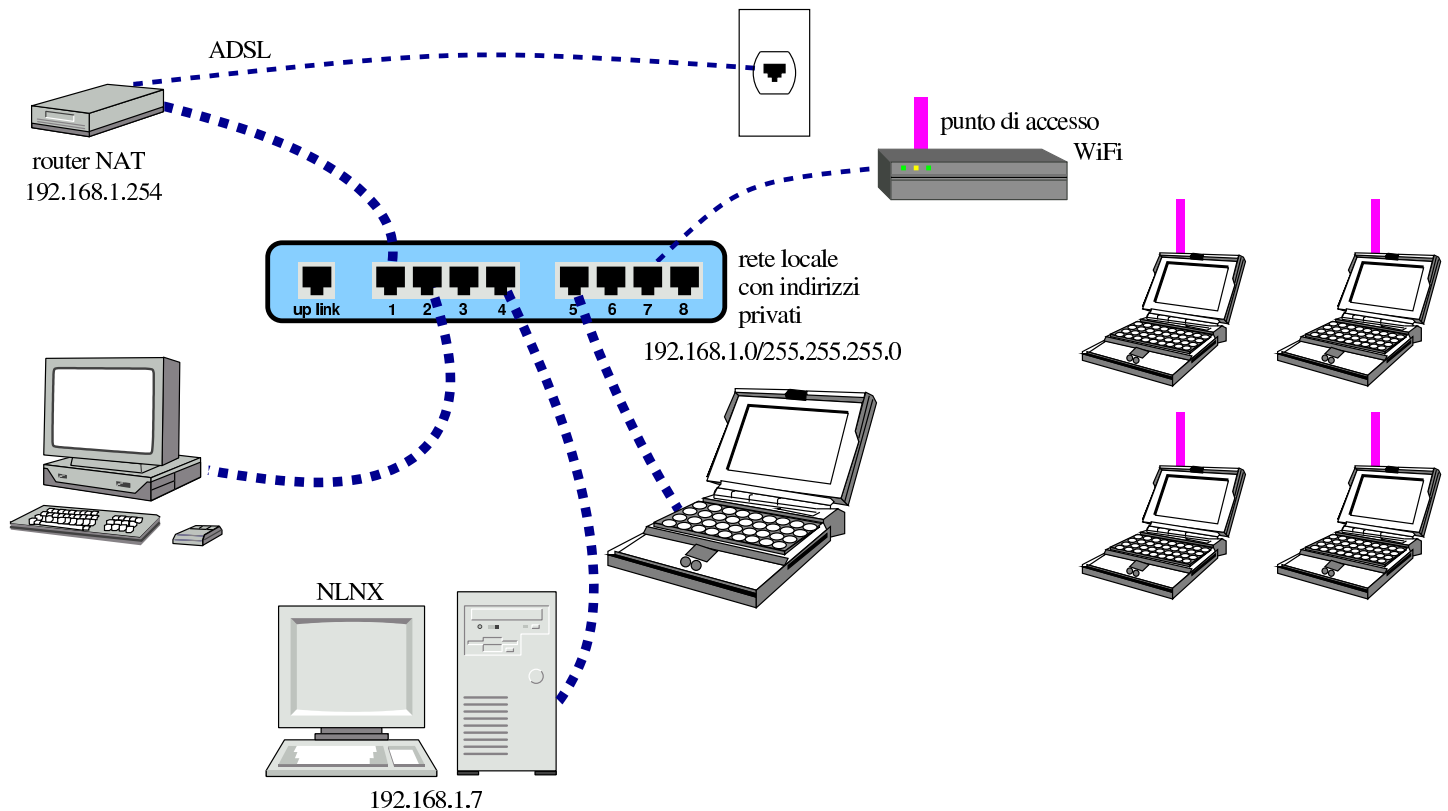 ADSL
punto di accesso
WiFi
router NAT
192.168.1.254
rete locale
con indirizzi
privati
192.168.1.0/255.255.255.0
up link 1 2 3 4 5 6 7 8
NLNX
192.168.1.7